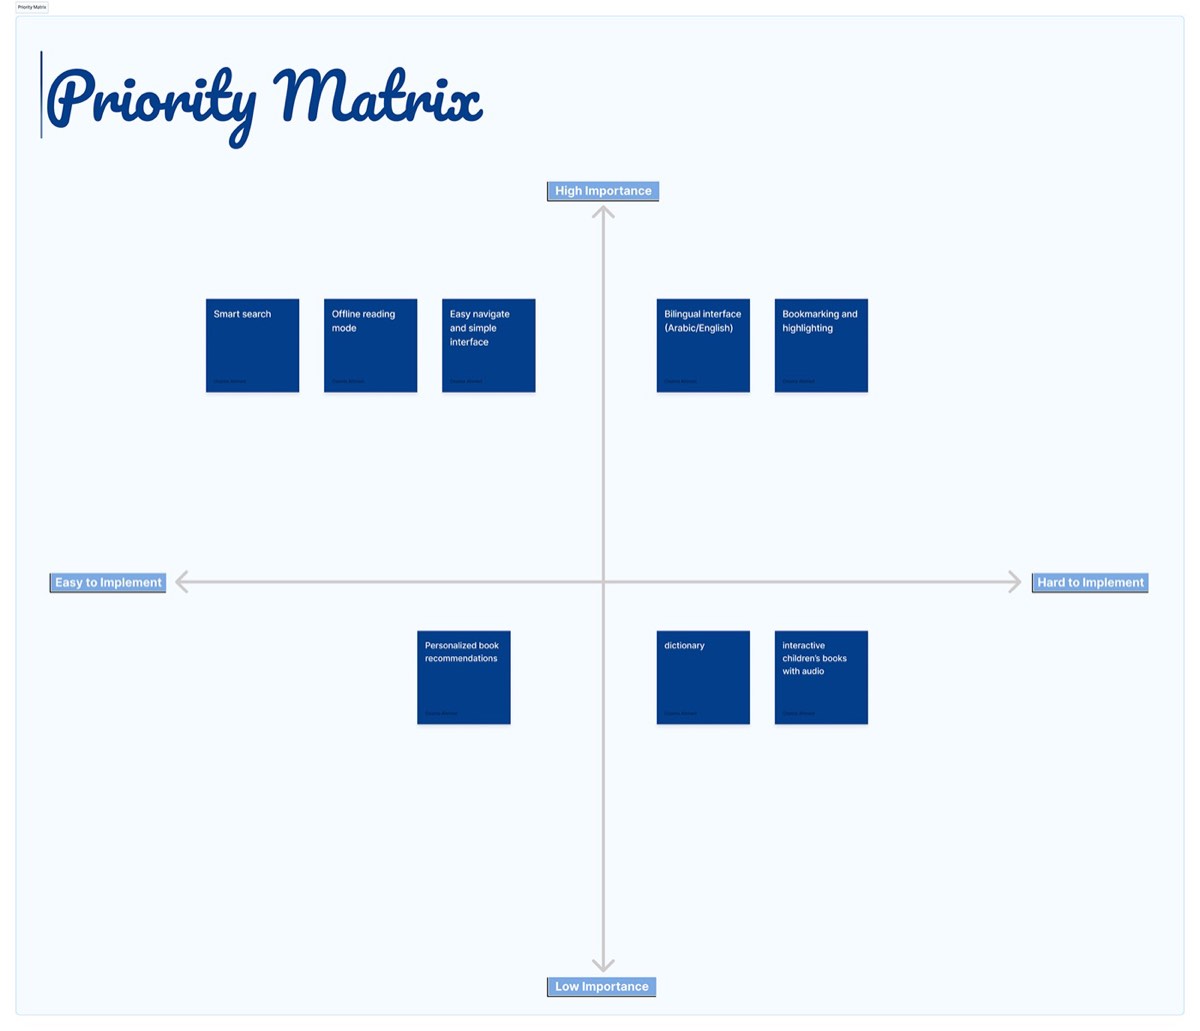 Priority Matrix
Priority Matrix
High Importance
Smart search
Offline reading
mode
Easy navigate
and simple
interface
Bilingual interface
(Arabic/English)
Bookmarking and
highlighting
Easy to Implement
Hard to Implement
Personalized book
recommendations
dictionary
interactive
children's books
with audio
Low Importance